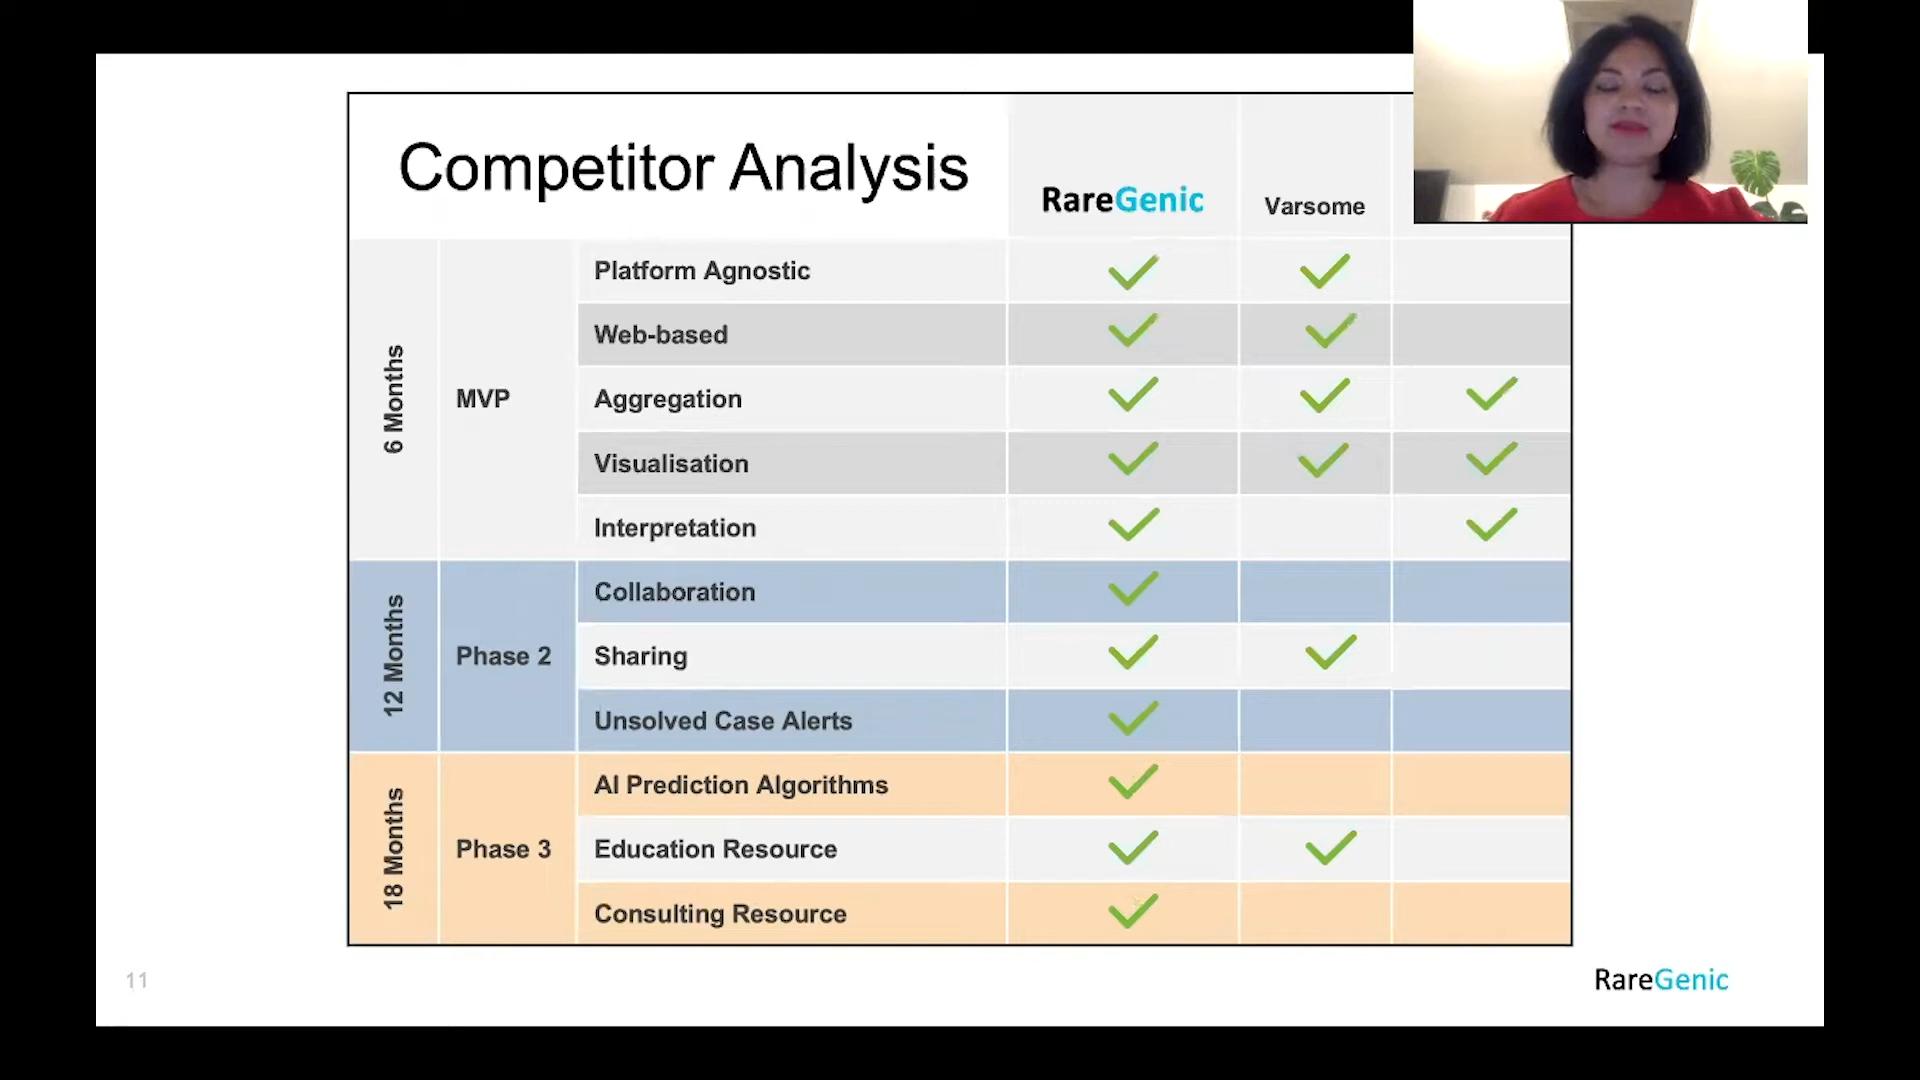 Competitor Analysis
RareGenic
Varsome
6 Months
MVP
Platform Agnostic
Web-based
Aggregation
Visualisation
Interpretation
12 Months
Phase 2
Collaboration
Sharing
Unsolved Case Alerts
18 Months
Phase 3
AI Prediction Algorithms
Education Resource
Consulting Resource
11
RareGenic